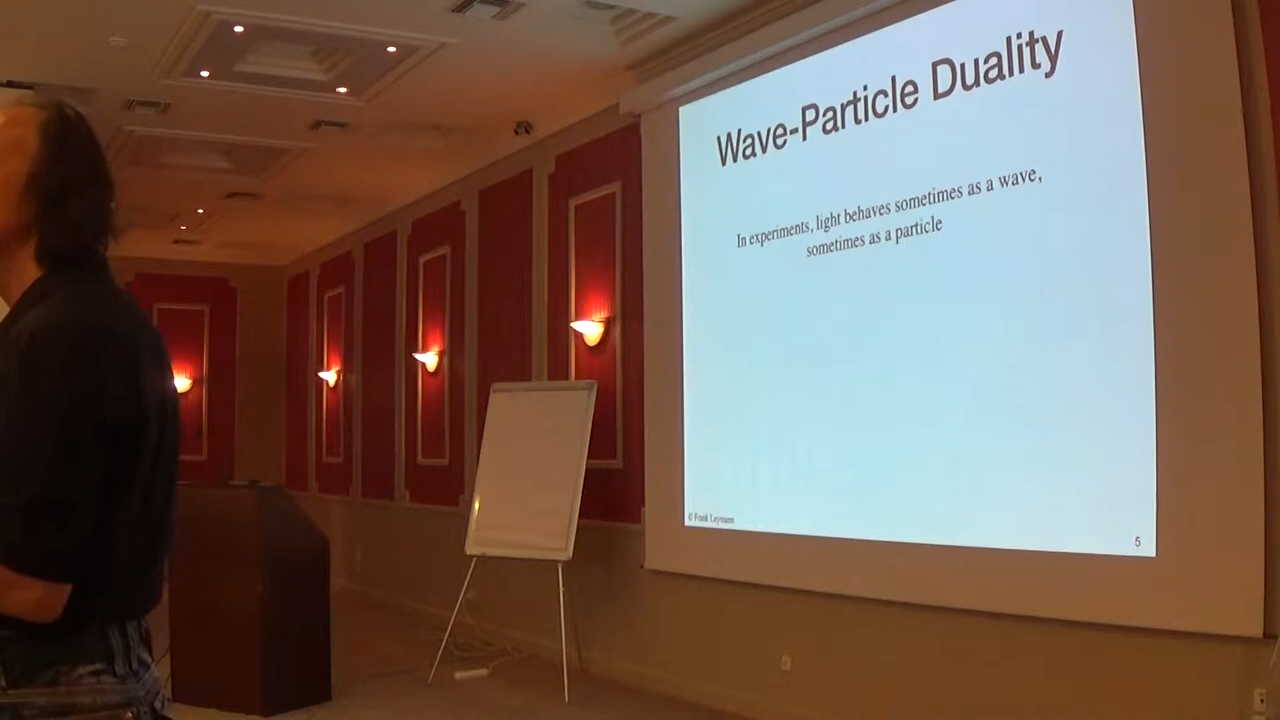 Wave-Particle Duality
In experiments, light behaves sometimes as a wave,
sometimes as a particle
© Frank Leymann
5